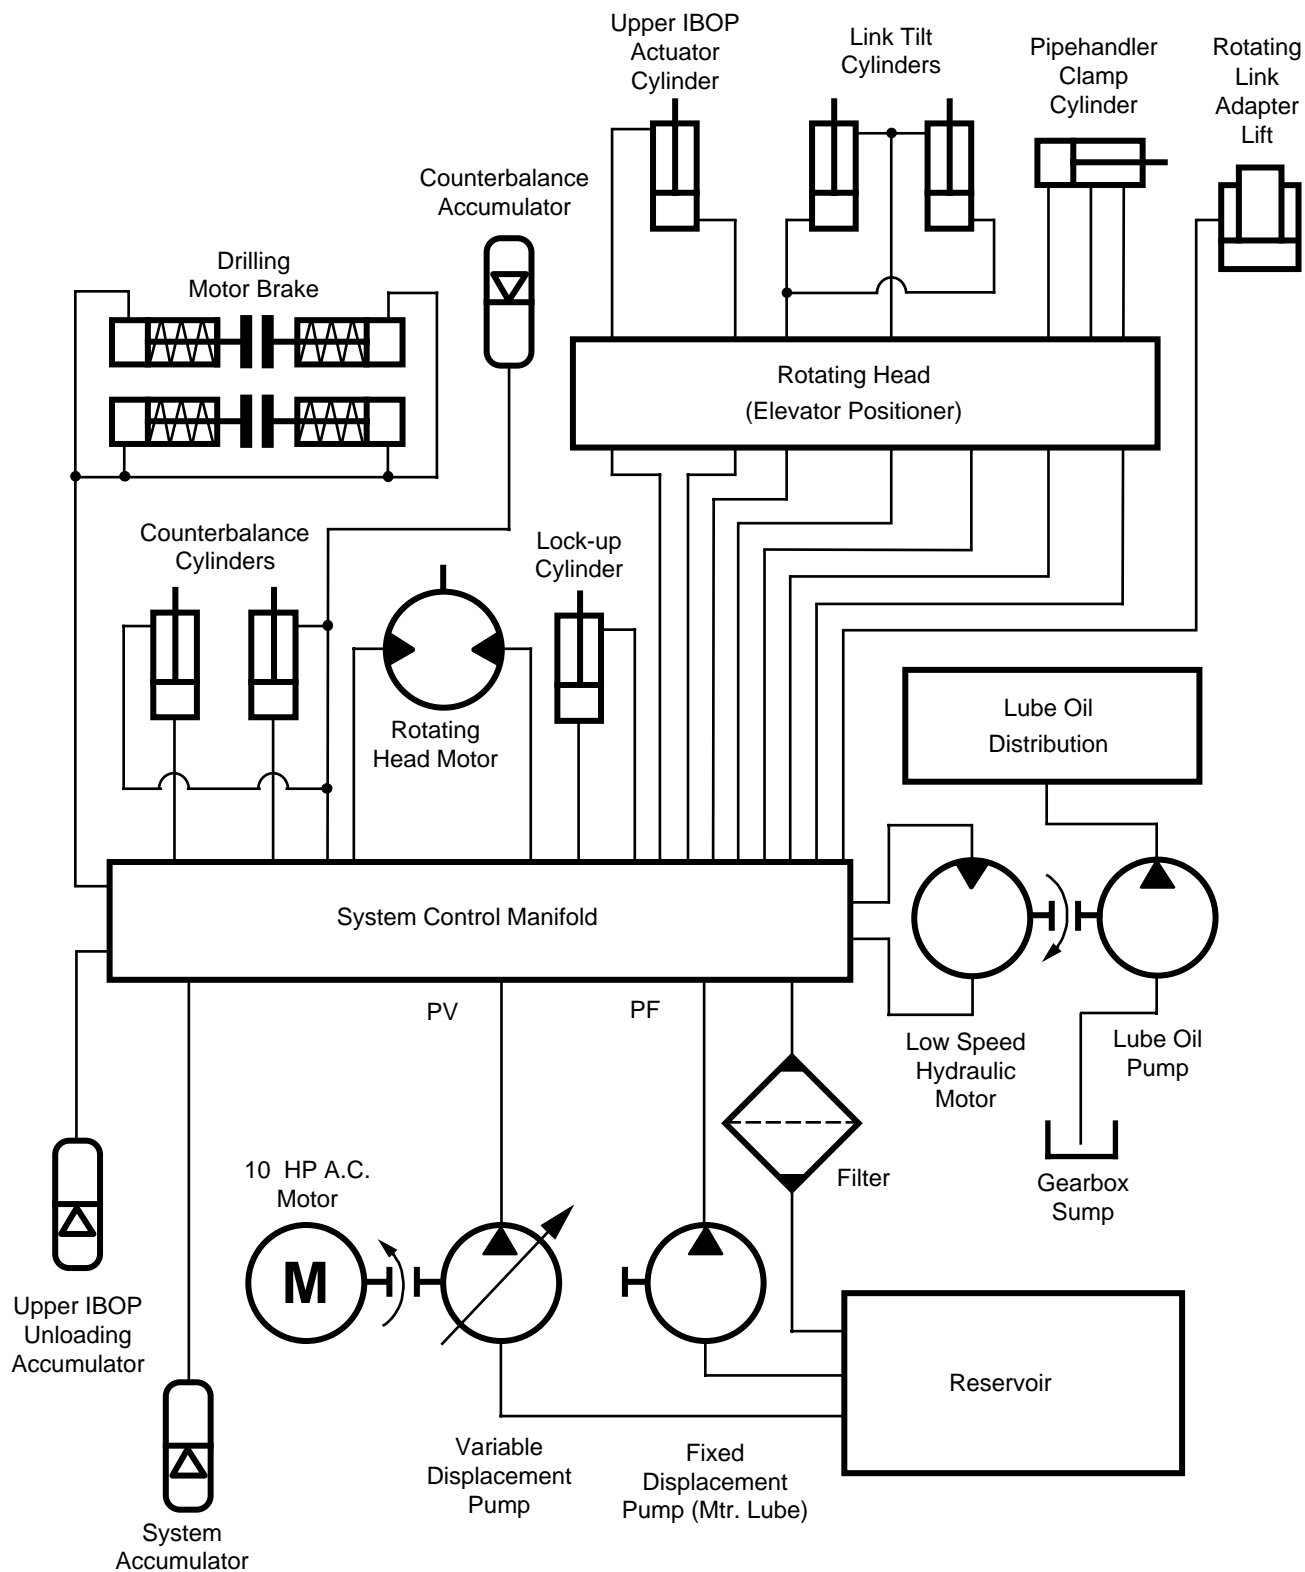 Upper IBOP
Actuator
Cylinder
Link Tilt
Cylinders
Pipehandler
Clamp
Cylinder
Rotating
Link
Adapter
Lift
Counterbalance
Accumulator
Drilling
Motor Brake
Rotating Head
(Elevator Positioner)
Counterbalance
Cylinders
Lock-up
Cylinder
Rotating
Head Motor
Lube Oil
Distribution
System Control Manifold
PV
PF
Low Speed
Hydraulic
Motor
Lube Oil
Pump
Filter
Gearbox
Sump
10 HP A.C.
Motor
M
Upper IBOP
Unloading
Accumulator
Reservoir
Variable
Displacement
Pump
Fixed
Displacement
Pump (Mtr. Lube)
System
Accumulator